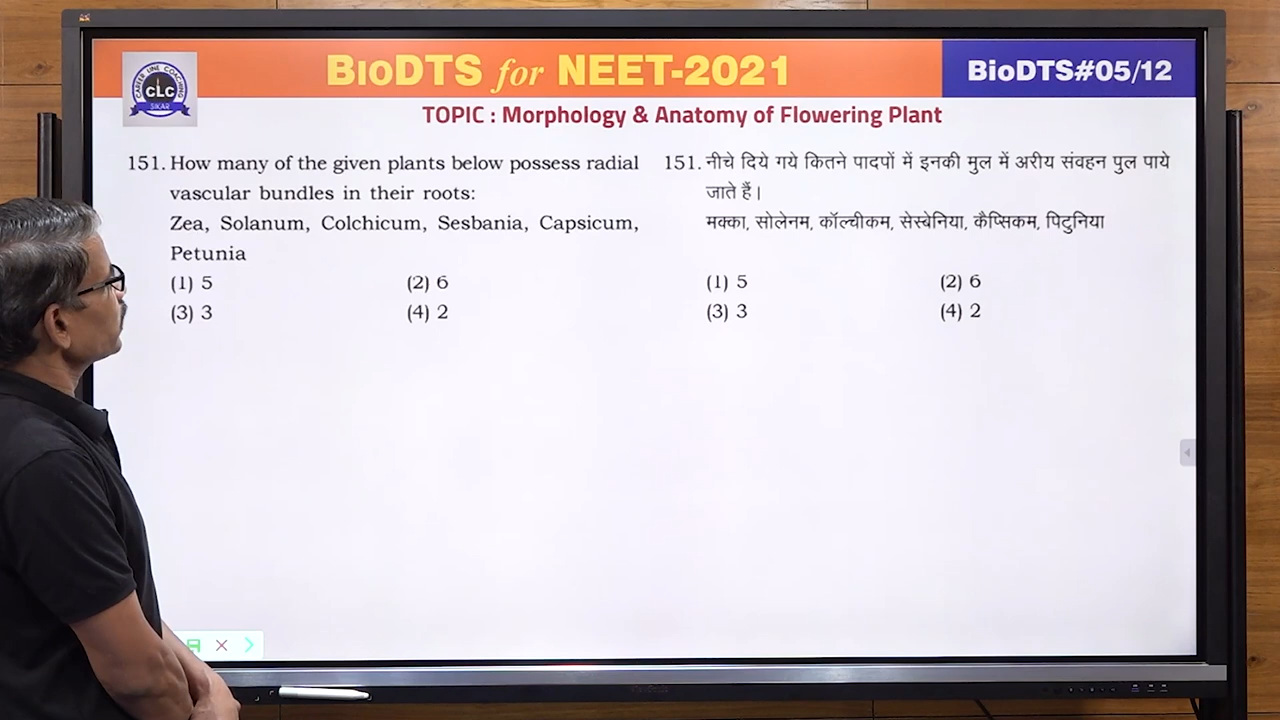 BIODTS for NEET-2021
BioDTS#05/12
CAREER LINE COACHING
CLC
SIKAR
TOPIC : Morphology & Anatomy of Flowering Plant
151. How many of the given plants below possess radial
vascular bundles in their roots:
Zea, Solanum, Colchicum, Sesbania, Capsicum,
Petunia
(1) 5 (2) 6
(3) 3 (4) 2
151. नीचे दिये गये कितने पादपों में इनकी मुल में अरीय संवहन पुल पाये
जाते हैं।
मक्का, सोलेनम, कॉल्चीकम, सेस्बेनिया, कैप्सिकम, पिटुनिया
(1) 5 (2) 6
(3) 3 (4) 2